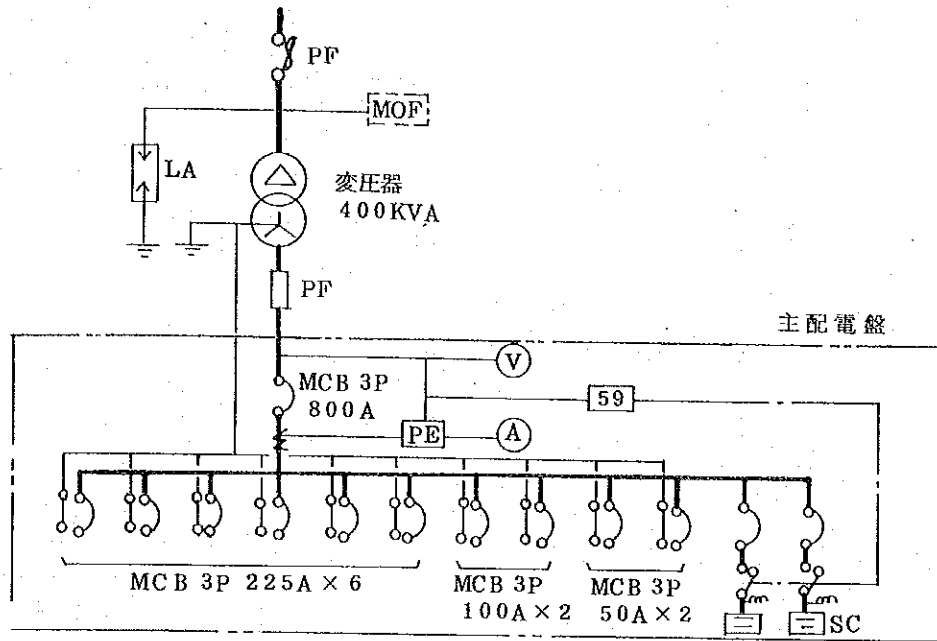 PF
MOF
LA
変圧器
400KVA
PF
主配電盤
V
MCB 3P
800A
59
PE
A
MCB 3P 225A×6
MCB 3P
100A×2
MCB 3P
50A×2
SC